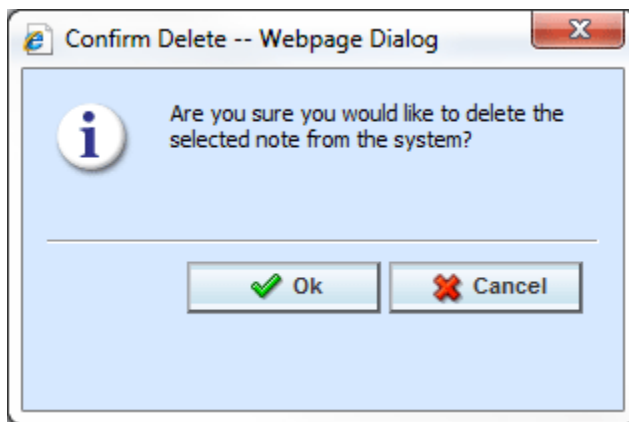 Confirm Delete -- Webpage Dialog
Are you sure you would like to delete the
selected note from the system?
Ok
Cancel